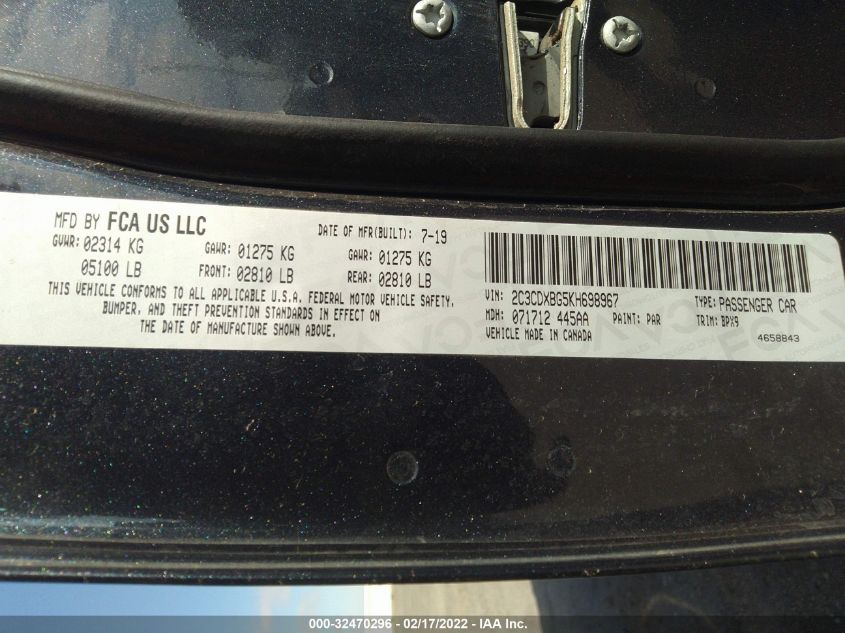 MFD BY FCA US LLC
DATE OF MFR(BUILT): 7-19
GVWR: 02314 KG GAWR: 01275 KG GAWR: 01275 KG
05100 LB FRONT: 02810 LB REAR: 02810 LB
THIS VEHICLE CONFORMS TO ALL APPLICABLE U.S.A. FEDERAL MOTOR VEHICLE SAFETY,
BUMPER, AND THEFT PREVENTION STANDARDS IN EFFECT ON
THE DATE OF MANUFACTURE SHOWN ABOVE.
VIN: 2C3CDXBG5KH698967 TYPE: PASSENGER CAR
MDH: 071712 445AA PAINT: PAR TRIM: BPX9
VEHICLE MADE IN CANADA 4658843
000-32470296 - 02/17/2022 - IAA Inc.